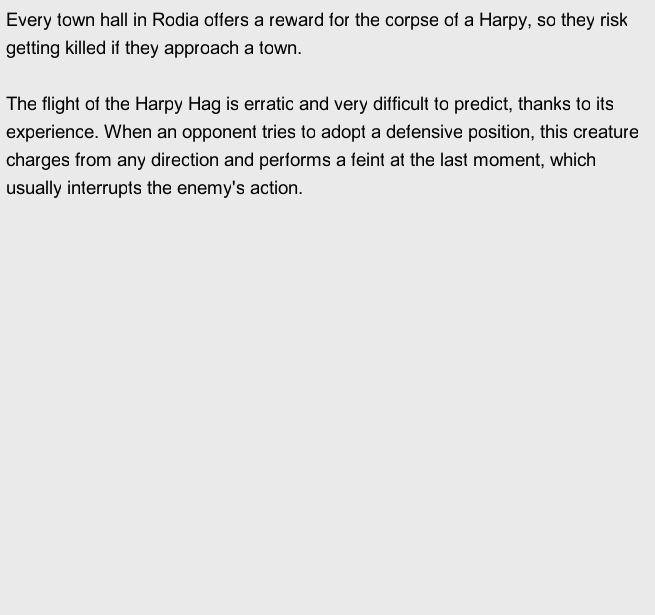 Every town hall in Rodia offers a reward for the corpse of a Harpy, so they risk
getting killed if they approach a town.
The flight of the Harpy Hag is erratic and very difficult to predict, thanks to its
experience. When an opponent tries to adopt a defensive position, this creature
charges from any direction and performs a feint at the last moment, which
usually interrupts the enemy's action.